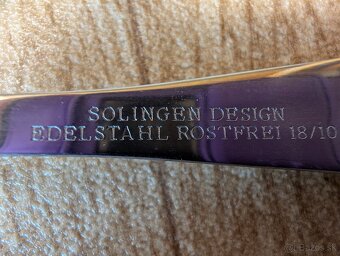 SOLINGEN DESIGN
EDELSTAHL ROSTFREI 18/10